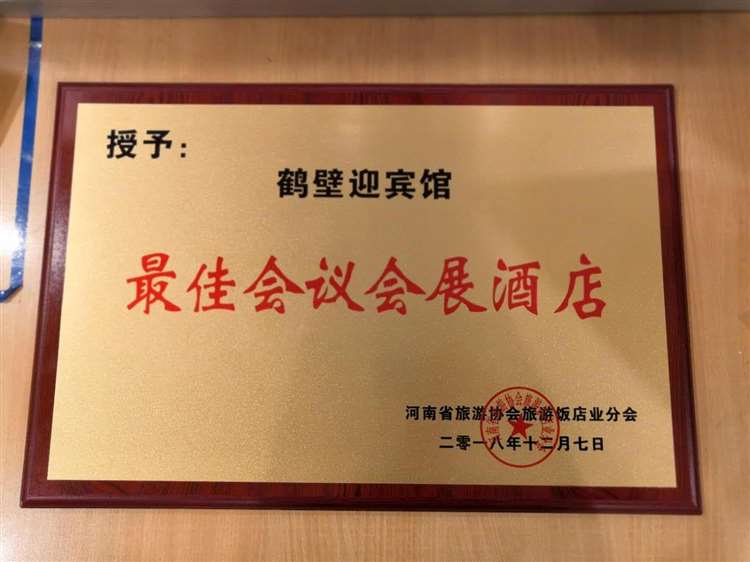 授予：
鹤壁迎宾馆
最佳会议会展酒店
河南省旅游协会旅游饭店业分会
二零一八年十二月七日